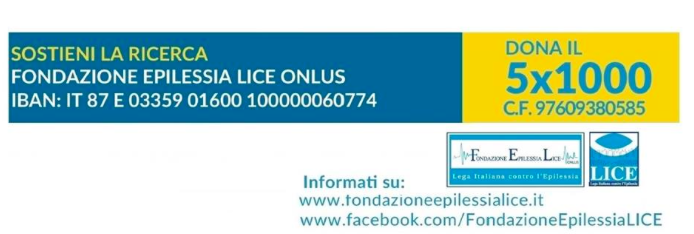 SOSTIENI LA RICERCA
FONDAZIONE EPILESSIA LICE ONLUS
IBAN: IT 87 E 03359 01600 100000060774
DONA IL
5x1000
C.F. 97609380585
FONDAZIONE EPILESSIA LICE
ONLUS
Lega Italiana contro l'Epilessia
LICE
Lega Italiana contro l'Epilessia
Informati su:
www.fondazioneepilessialice.it
www.facebook.com/FondazioneEpilessiaLICE